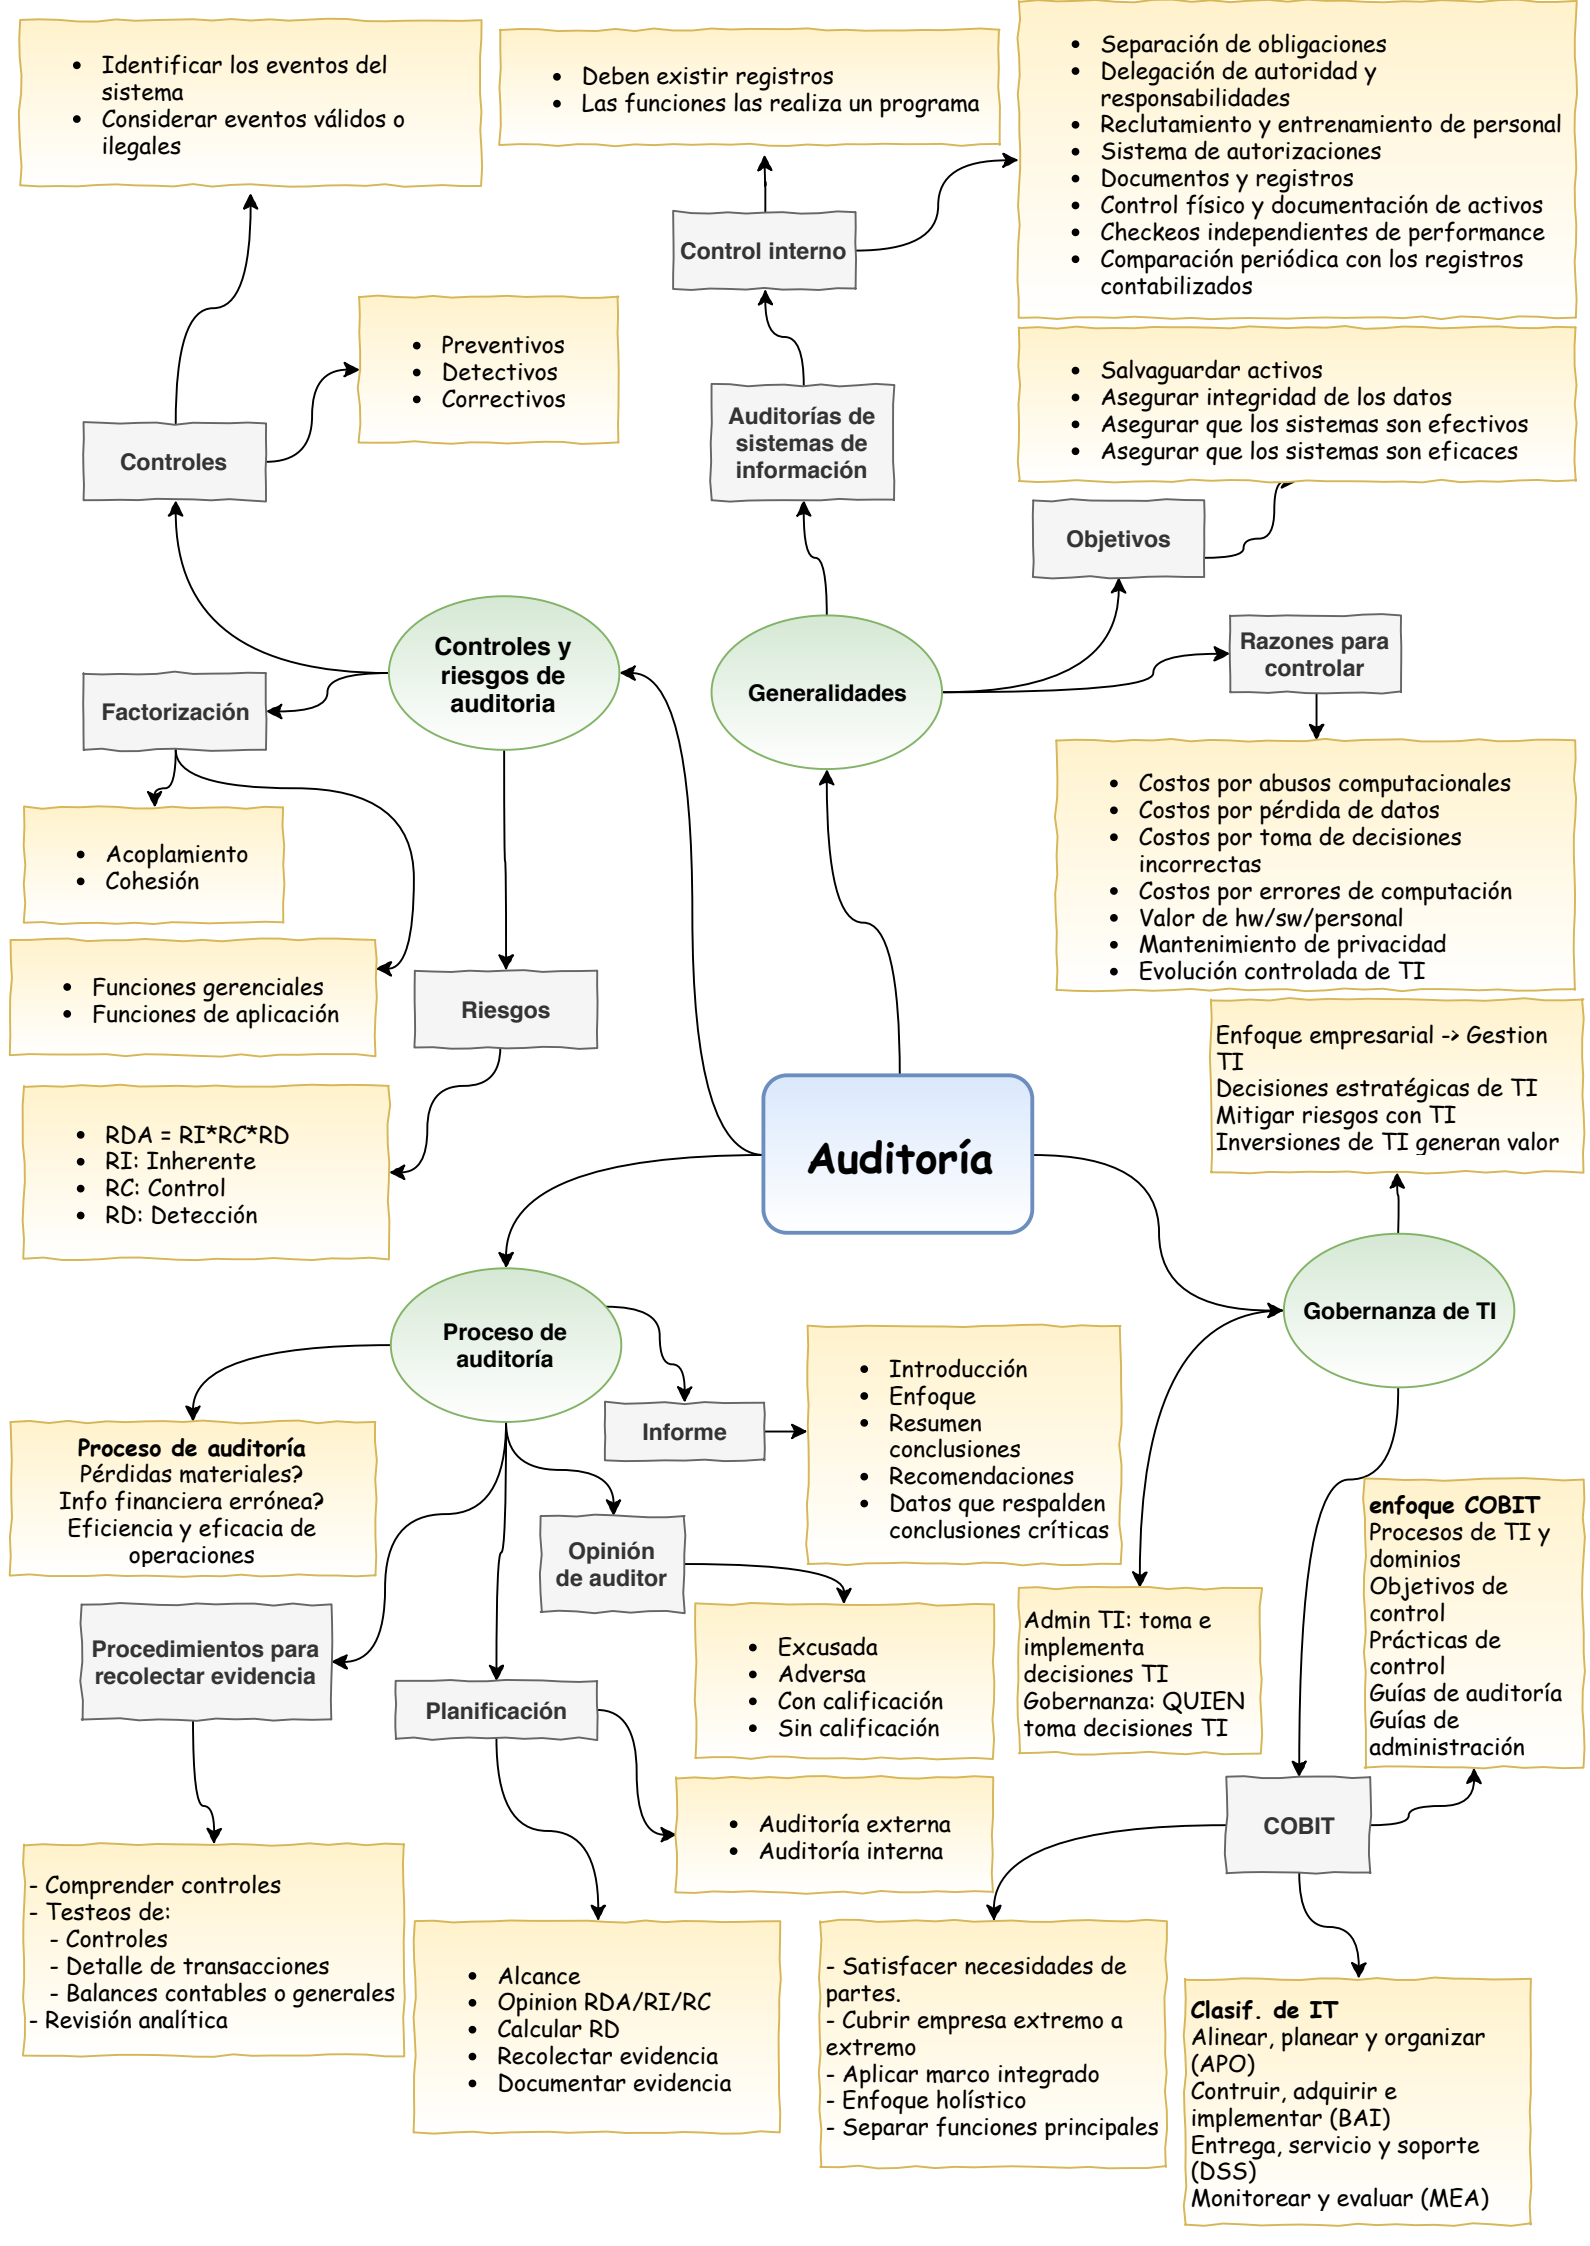 Identificar los eventos del
sistema
Considerar eventos válidos o
ilegales
Deben existir registros
Las funciones las realiza un programa
Separación de obligaciones
Delegación de autoridad y
responsabilidades
Reclutamiento y entrenamiento de personal
Sistema de autorizaciones
Documentos y registros
Control físico y documentación de activos
Checkeos independientes de performance
Comparación periódica con los registros
contabilizados
Control interno
Preventivos
Detectivos
Correctivos
Salvaguardar activos
Asegurar integridad de los datos
Asegurar que los sistemas son efectivos
Asegurar que los sistemas son eficaces
Controles
Auditorías de
sistemas de
información
Objetivos
Controles y
riesgos de
auditoria
Generalidades
Razones para
controlar
Factorización
Costos por abusos computacionales
Costos por pérdida de datos
Costos por toma de decisiones
incorrectas
Costos por errores de computación
Valor de hw/sw/personal
Mantenimiento de privacidad
Evolución controlada de TI
Acoplamiento
Cohesión
Funciones gerenciales
Funciones de aplicación
Riesgos
Enfoque empresarial -> Gestion
TI
Decisiones estratégicas de TI
Mitigar riesgos con TI
Inversiones de TI generan valor
RDA = RI*RC*RD
RI: Inherente
RC: Control
RD: Detección
Auditoría
Gobernanza de TI
Proceso de
auditoría
Informe
Introducción
Enfoque
Resumen
conclusiones
Recomendaciones
Datos que respalden
conclusiones críticas
Proceso de auditoría
Pérdidas materiales?
Info financiera errónea?
Eficiencia y eficacia de
operaciones
enfoque COBIT
Procesos de TI y
dominios
Objetivos de
control
Prácticas de
control
Guías de auditoría
Guías de
administración
Opinión
de auditor
Procedimientos para
recolectar evidencia
Excusada
Adversa
Con calificación
Sin calificación
Admin TI: toma e
implementa
decisiones TI
Gobernanza: QUIEN
toma decisiones TI
Planificación
Auditoría externa
Auditoría interna
COBIT
- Comprender controles
- Testeos de:
- Controles
- Detalle de transacciones
- Balances contables o generales
- Revisión analítica
Alcance
Opinion RDA/RI/RC
Calcular RD
Recolectar evidencia
Documentar evidencia
- Satisfacer necesidades de
partes.
- Cubrir empresa extremo a
extremo
- Aplicar marco integrado
- Enfoque holístico
- Separar funciones principales
Clasif. de IT
Alinear, planear y organizar
(APO)
Contruir, adquirir e
implementar (BAI)
Entrega, servicio y soporte
(DSS)
Monitorear y evaluar (MEA)